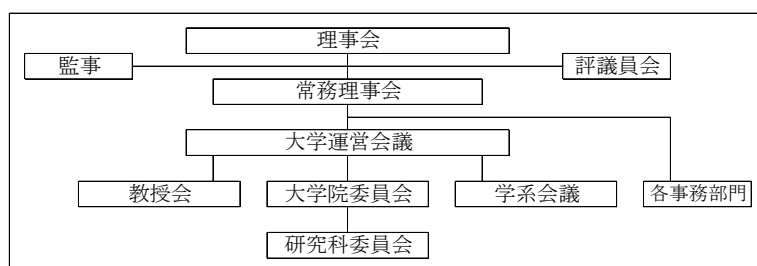 理事会
監事
評議員会
常務理事会
大学運営会議
教授会
大学院委員会
学系会議
各事務部門
研究科委員会